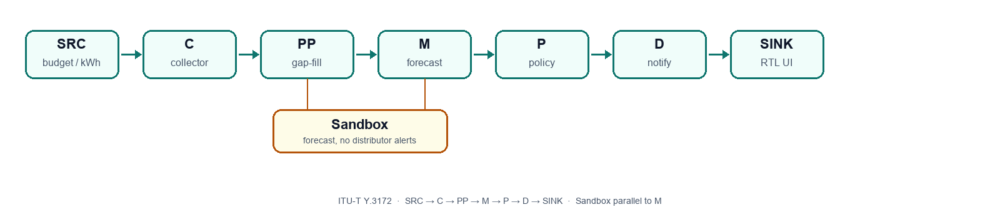 SRC
budget / kWh
C
collector
PP
gap-fill
M
forecast
P
policy
D
notify
SINK
RTL UI
Sandbox
forecast, no distributor alerts
ITU-T Y.3172 · SRC → C → PP → M → P → D → SINK · Sandbox parallel to M